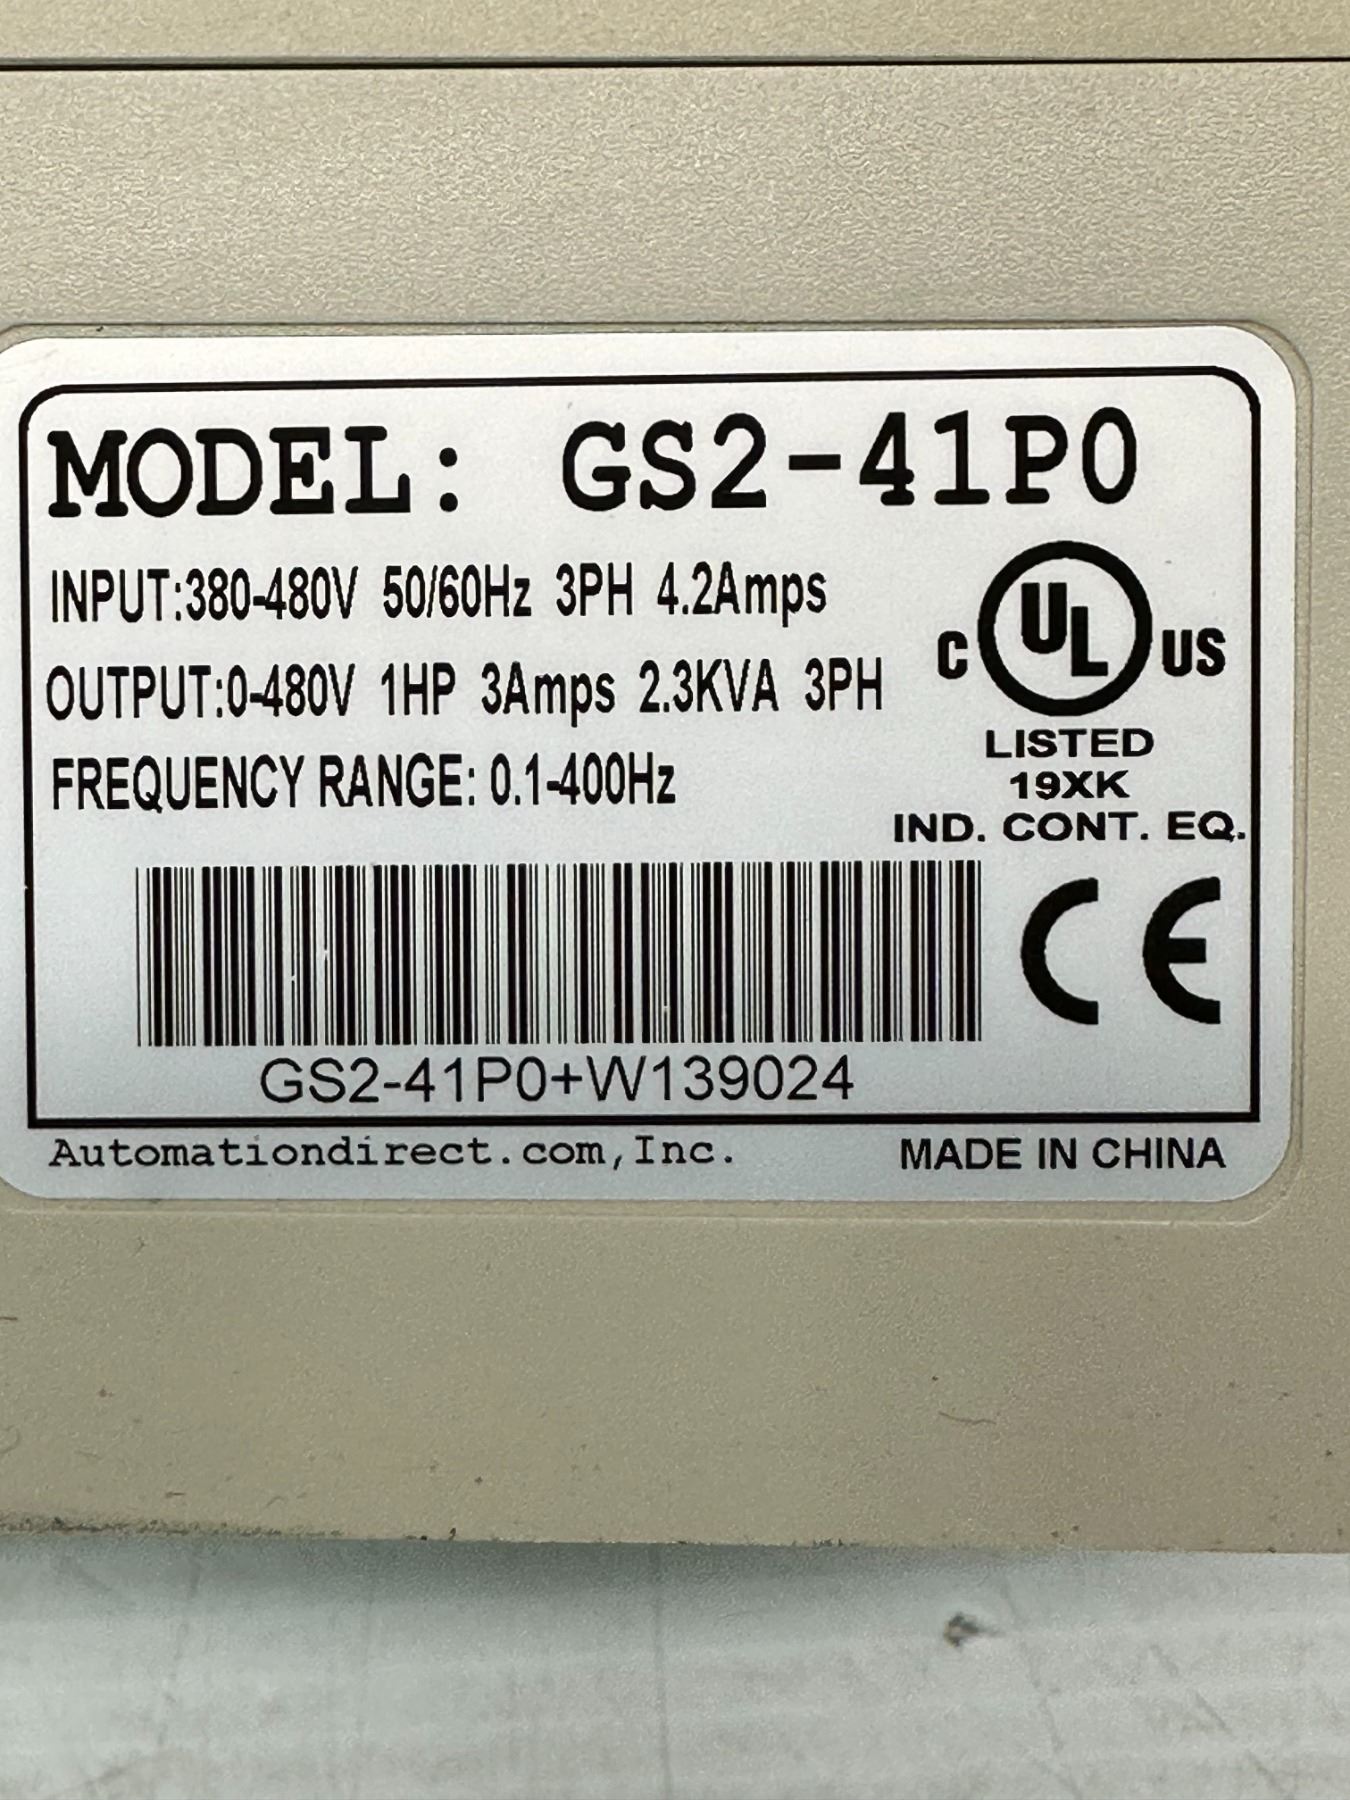 MODEL: GS2-41P0
INPUT:380-480V 50/60Hz 3PH 4.2Amps
OUTPUT:0-480V 1HP 3Amps 2.3KVA 3PH
FREQUENCY RANGE: 0.1-400Hz
C UL US
LISTED
19XK
IND. CONT. EQ.
CE
GS2-41P0+W139024
Automationdirect.com,Inc. MADE IN CHINA